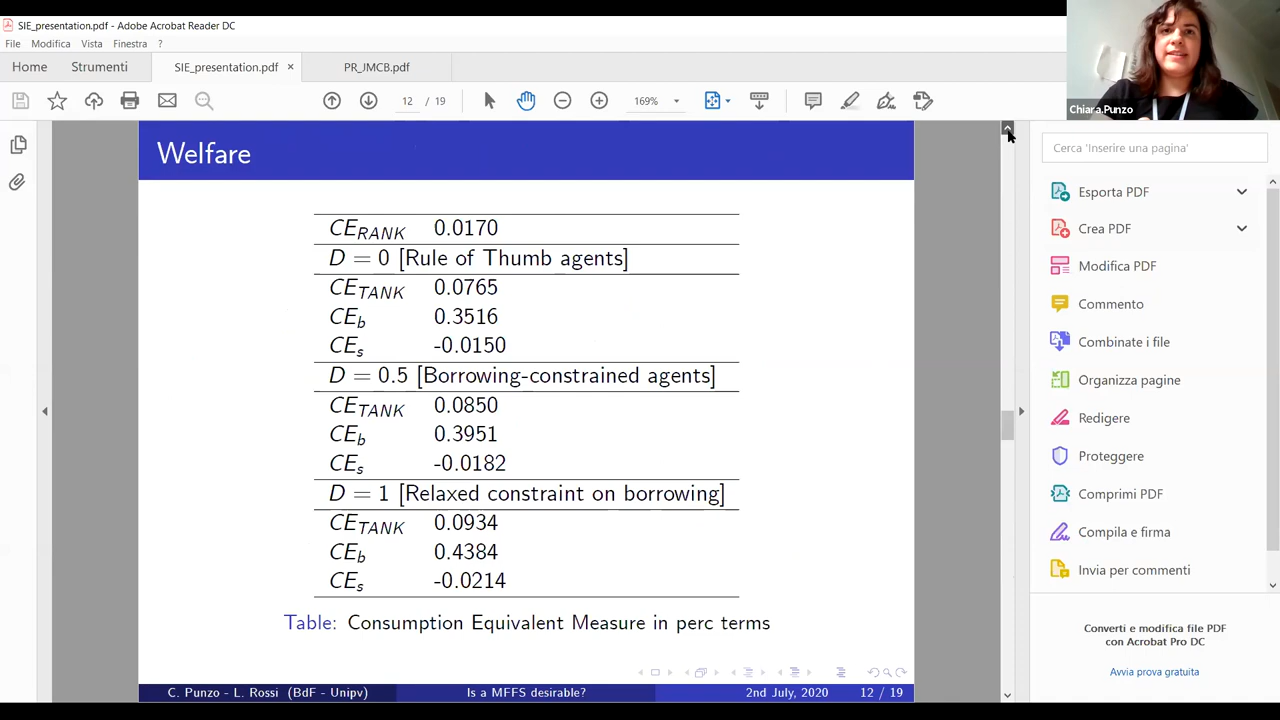 SIE_presentation.pdf - Adobe Acrobat Reader DC
File Modifica Vista Finestra ?
Home Strumenti SIE_presentation.pdf × PR_JMCB.pdf
12 / 19 169%
Chiara.Punzo
Welfare
CE_RANK 0.0170
D = 0 [Rule of Thumb agents]
CE_TANK 0.0765
CE_b 0.3516
CE_s -0.0150
D = 0.5 [Borrowing-constrained agents]
CE_TANK 0.0850
CE_b 0.3951
CE_s -0.0182
D = 1 [Relaxed constraint on borrowing]
CE_TANK 0.0934
CE_b 0.4384
CE_s -0.0214
Table: Consumption Equivalent Measure in perc terms
C. Punzo - L. Rossi (BdF - Unipv) Is a MFFS desirable? 2nd July, 2020 12 / 19
Cerca 'Inserire una pagina'
Esporta PDF
Crea PDF
Modifica PDF
Commento
Combinate i file
Organizza pagine
Redigere
Proteggere
Comprimi PDF
Compila e firma
Invia per commenti
Converti e modifica file PDF
con Acrobat Pro DC
Avvia prova gratuita